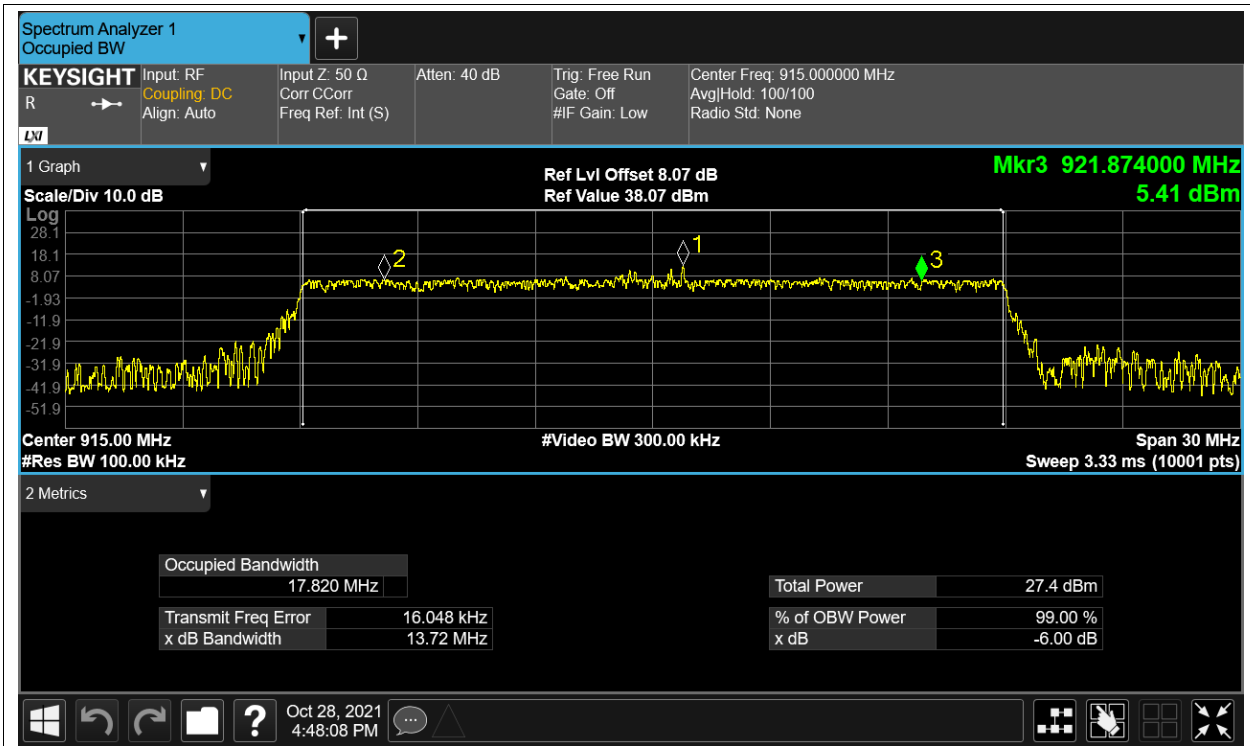 Spectrum Analyzer 1
Occupied BW
KEYSIGHT Input: RF Input Z: 50 Ω Atten: 40 dB Trig: Free Run Center Freq: 915.000000 MHz
R Coupling: DC Corr CCorr Gate: Off Avg|Hold: 100/100
Align: Auto Freq Ref: Int (S) #IF Gain: Low Radio Std: None
LXI
1 Graph Ref Lvl Offset 8.07 dB Mkr3 921.874000 MHz
Scale/Div 10.0 dB Ref Value 38.07 dBm 5.41 dBm
Log
28.1
18.1
8.07
-1.93
-11.9
-21.9
-31.9
-41.9
-51.9
2
1
3
Center 915.00 MHz #Video BW 300.00 kHz Span 30 MHz
#Res BW 100.00 kHz Sweep 3.33 ms (10001 pts)
2 Metrics
Occupied Bandwidth
17.820 MHz Total Power 27.4 dBm
Transmit Freq Error 16.048 kHz % of OBW Power 99.00 %
x dB Bandwidth 13.72 MHz x dB -6.00 dB
? Oct 28, 2021
4:48:08 PM